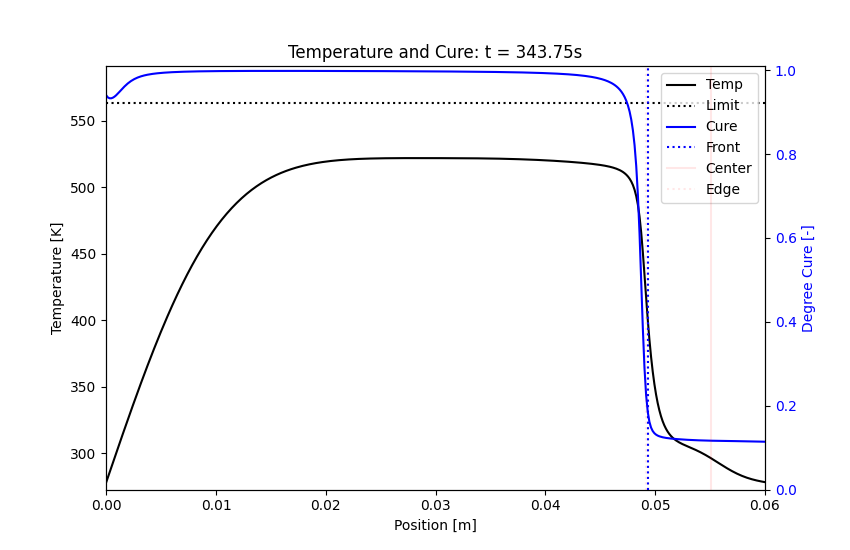 Temperature and Cure: t = 343.75s
Temperature [K]
550
500
450
400
350
300
Temp
Limit
Cure
Front
Center
Edge
1.0
0.8
0.6
0.4
0.2
0.0
Degree Cure [-]
0.00
0.01
0.02
0.03
0.04
0.05
0.06
Position [m]